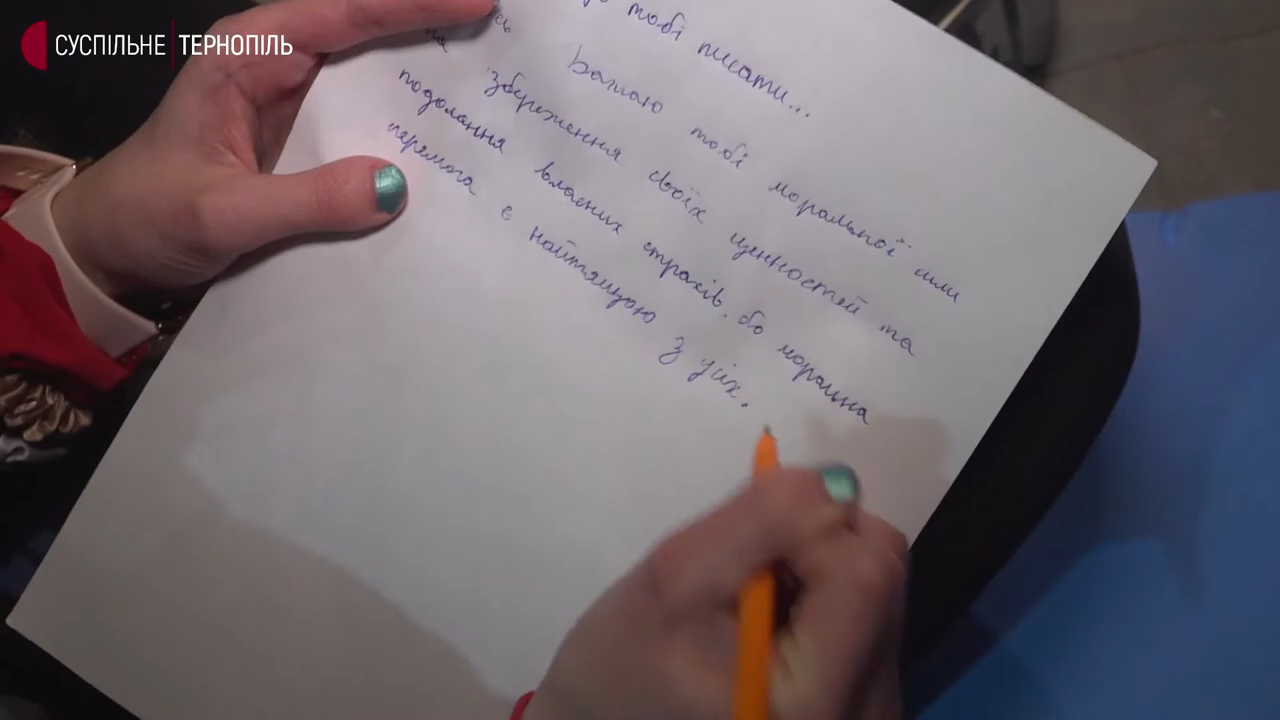 СУСПІЛЬНЕ ТЕРНОПІЛЬ
тобі писати...
Бажаю тобі моральної сили
на збереження своїх цінностей та
подолання власних страхів, бо моральна
перемога є найтяжчою з усіх.